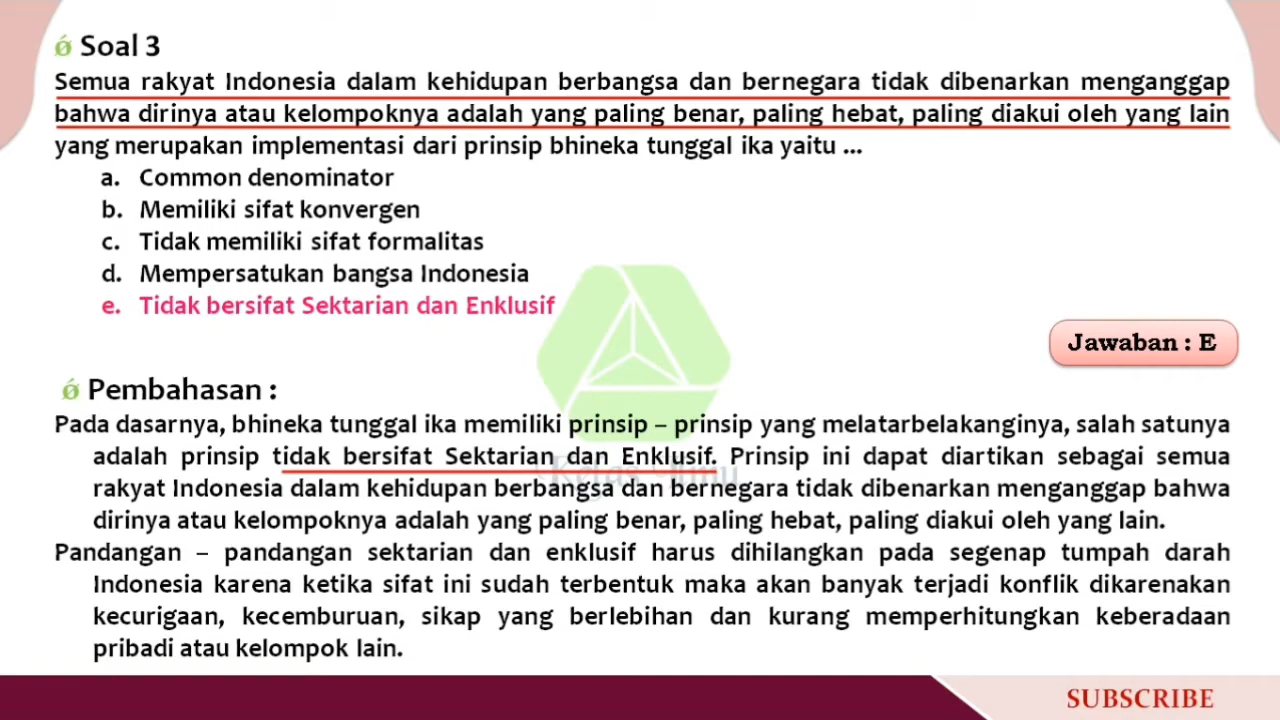 ǿ Soal 3
Semua rakyat Indonesia dalam kehidupan berbangsa dan bernegara tidak dibenarkan menganggap
bahwa dirinya atau kelompoknya adalah yang paling benar, paling hebat, paling diakui oleh yang lain
yang merupakan implementasi dari prinsip bhineka tunggal ika yaitu ...
a. Common denominator
b. Memiliki sifat konvergen
c. Tidak memiliki sifat formalitas
d. Mempersatukan bangsa Indonesia
e. Tidak bersifat Sektarian dan Enklusif
Jawaban : E
ǿ Pembahasan :
Pada dasarnya, bhineka tunggal ika memiliki prinsip – prinsip yang melatarbelakanginya, salah satunya
adalah prinsip tidak bersifat Sektarian dan Enklusif. Prinsip ini dapat diartikan sebagai semua
Kelas Ilmu
rakyat Indonesia dalam kehidupan berbangsa dan bernegara tidak dibenarkan menganggap bahwa
dirinya atau kelompoknya adalah yang paling benar, paling hebat, paling diakui oleh yang lain.
Pandangan – pandangan sektarian dan enklusif harus dihilangkan pada segenap tumpah darah
Indonesia karena ketika sifat ini sudah terbentuk maka akan banyak terjadi konflik dikarenakan
kecurigaan, kecemburuan, sikap yang berlebihan dan kurang memperhitungkan keberadaan
pribadi atau kelompok lain.
SUBSCRIBE